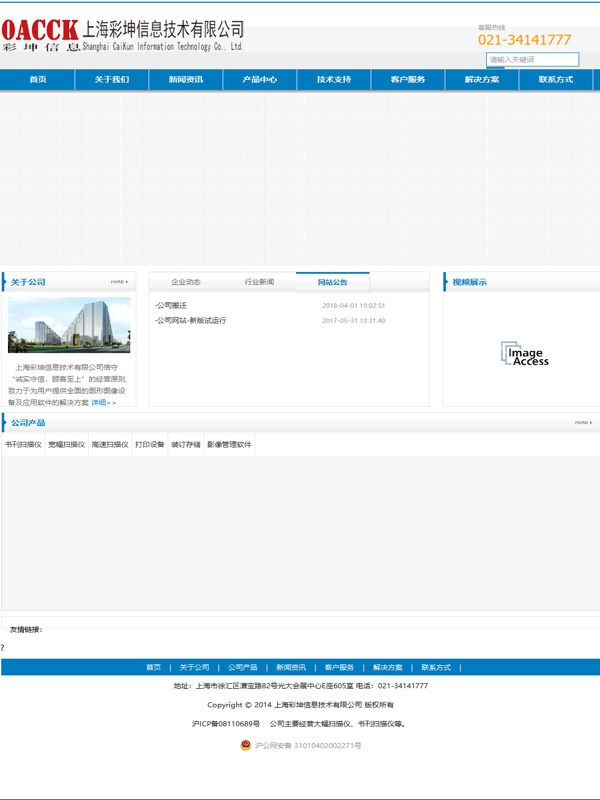 OACCK 上海彩坤信息技术有限公司
彩坤信息 Shanghai CaiKun Information Technology Co., Ltd.
客服热线
021-34141777
请输入关键词
首页 关于我们 新闻资讯 产品中心 技术支持 客户服务 解决方案 联系方式
关于公司 MORE
企业动态 行业新闻 网站公告
视频展示
·公司搬迁 2018-04-01 19:02:51
·公司网站-新版试运行 2017-05-31 13:31:40
Image
Access
上海彩坤信息技术有限公司恪守
“诚实守信，顾客至上”的经营原则,
致力于为用户提供全面的图形图像设
备及应用软件的解决方案 详细>>
公司产品 MORE
书刊扫描仪 宽幅扫描仪 高速扫描仪 打印设备 装订存储 影像管理软件
友情链接：
?
首页 | 关于公司 | 公司产品 | 新闻资讯 | 客户服务 | 解决方案 | 联系方式 |
地址：上海市徐汇区漕宝路82号光大会展中心E座605室 电话：021-34141777
Copyright © 2014 上海彩坤信息技术有限公司 版权所有
沪ICP备08110689号 公司主要经营大幅扫描仪、书刊扫描仪等。
沪公网安备 31010402002271号